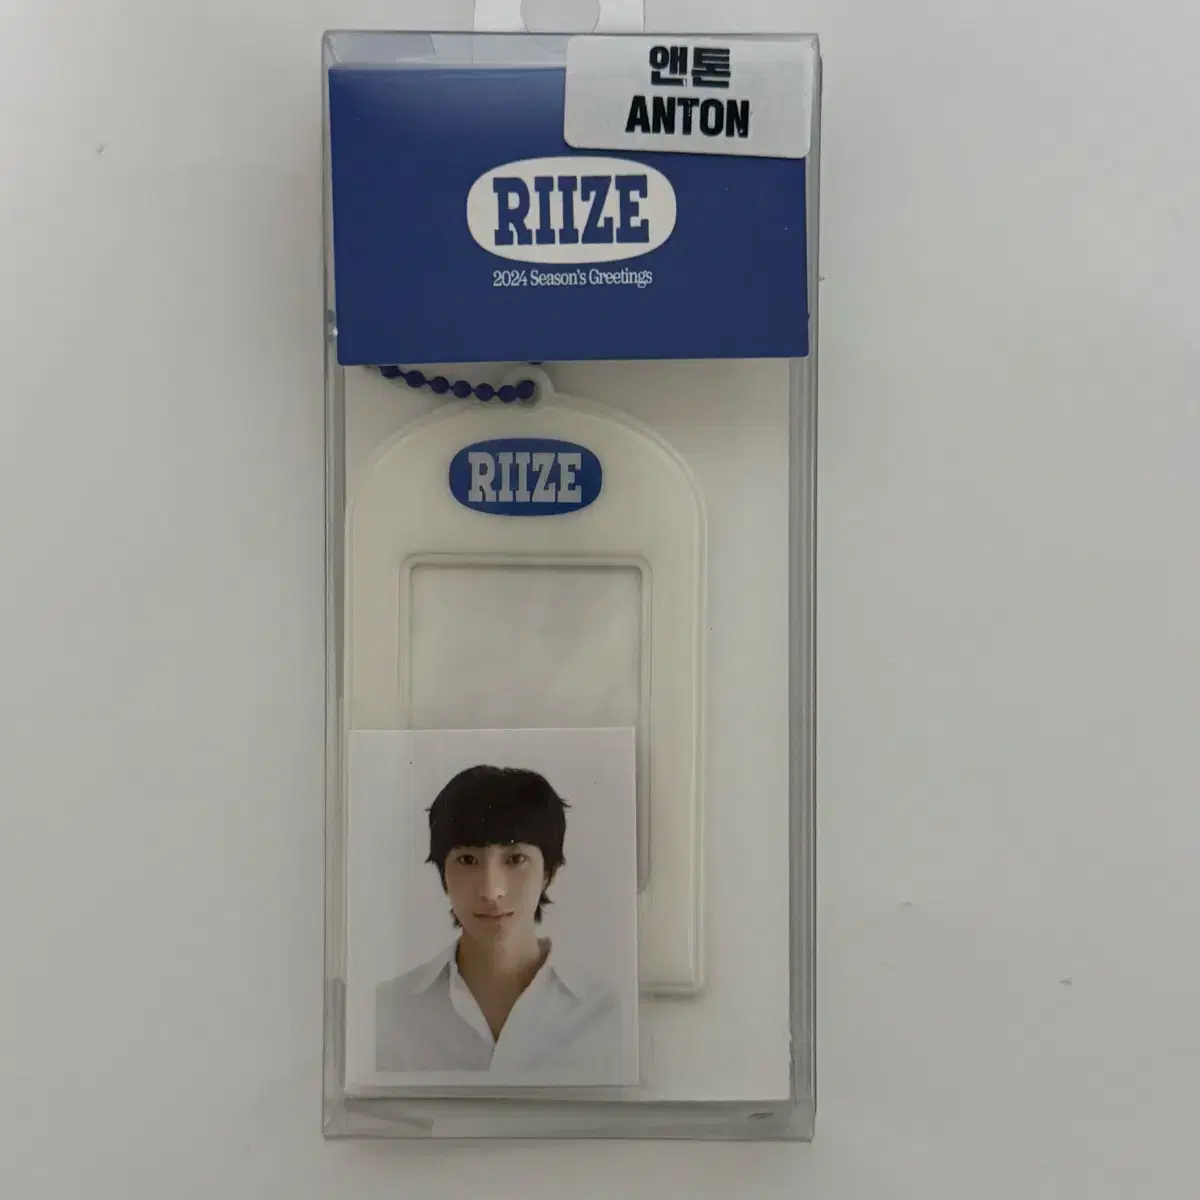 앤톤
ANTON
RIIZE
2024 Season's Greetings
RIIZE